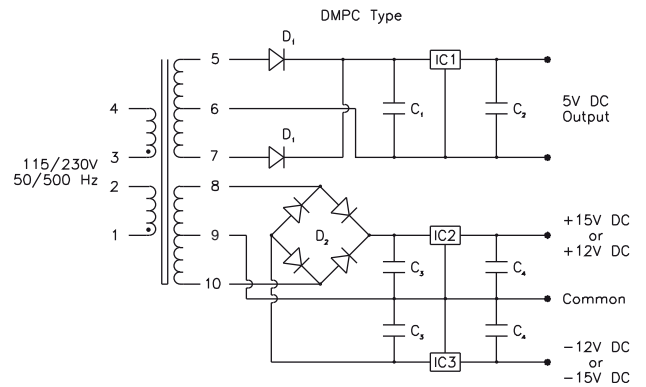 DMPC Type
D₁
5
IC1
4
6
C₁
C₂
5V DC
Output
D₁
3
7
115/230V
50/500 Hz
2
8
+15V DC
or
+12V DC
1
9
D₂
IC2
C₃
C₄
10
Common
C₃
C₄
IC3
-12V DC
or
-15V DC